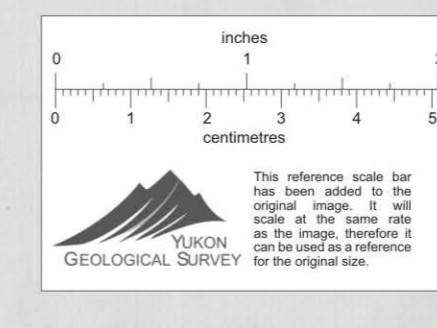 inches
0 1 2
0 1 2 3 4 5
centimetres
This reference scale bar
has been added to the
original image. It will
scale at the same rate
as the image, therefore it
can be used as a reference
for the original size.
YUKON
GEOLOGICAL SURVEY